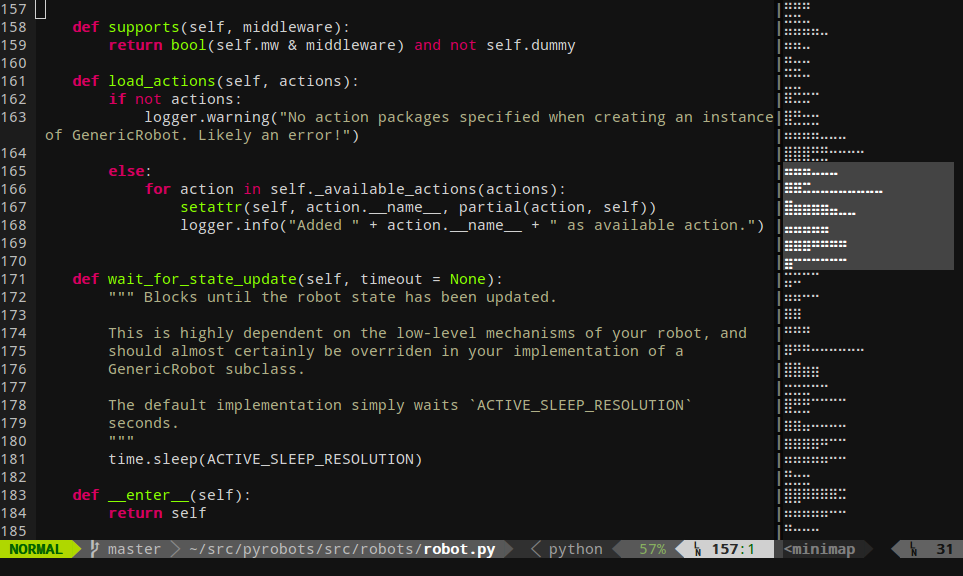 157
158 def supports(self, middleware):
159 return bool(self.mw & middleware) and not self.dummy
160
161 def load_actions(self, actions):
162 if not actions:
163 logger.warning("No action packages specified when creating an instance
of GenericRobot. Likely an error!")
164
165 else:
166 for action in self._available_actions(actions):
167 setattr(self, action.__name__, partial(action, self))
168 logger.info("Added " + action.__name__ + " as available action.")
169
170
171 def wait_for_state_update(self, timeout = None):
172 """ Blocks until the robot state has been updated.
173
174 This is highly dependent on the low-level mechanisms of your robot, and
175 should almost certainly be overriden in your implementation of a
176 GenericRobot subclass.
177
178 The default implementation simply waits `ACTIVE_SLEEP_RESOLUTION`
179 seconds.
180 """
181 time.sleep(ACTIVE_SLEEP_RESOLUTION)
182
183 def __enter__(self):
184 return self
185
NORMAL master ~/src/pyrobots/src/robots/robot.py python 57% LN 157:1 <minimap LN 31